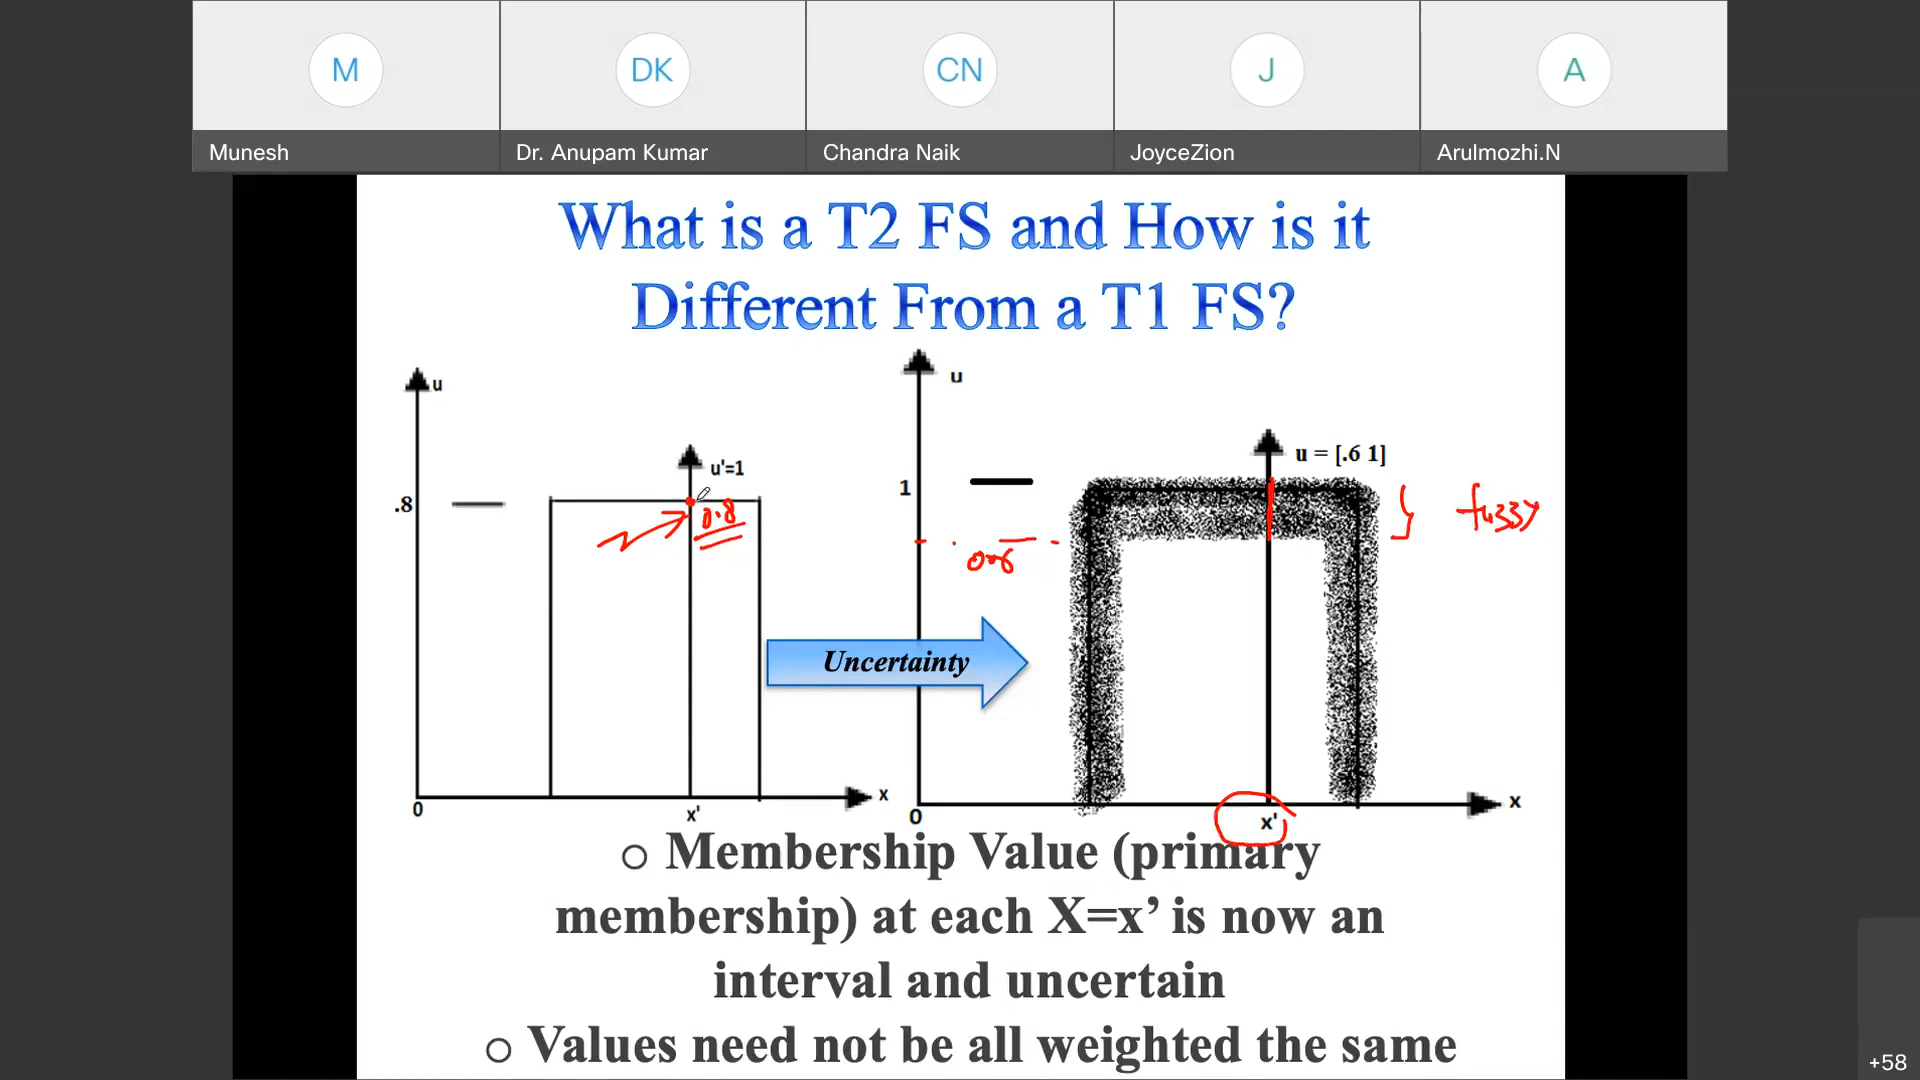 M
DK
CN
J
A
Munesh
Dr. Anupam Kumar
Chandra Naik
JoyceZion
Arulmozhi.N
What is a T2 FS and How is it
Different From a T1 FS?
u
u
u'=1
u = [.6 1]
.8
1
0.8
fuzzy
0.6
Uncertainty
x
x
0
x'
0
x'
o Membership Value (primary
membership) at each X=x’ is now an
interval and uncertain
o Values need not be all weighted the same
+58